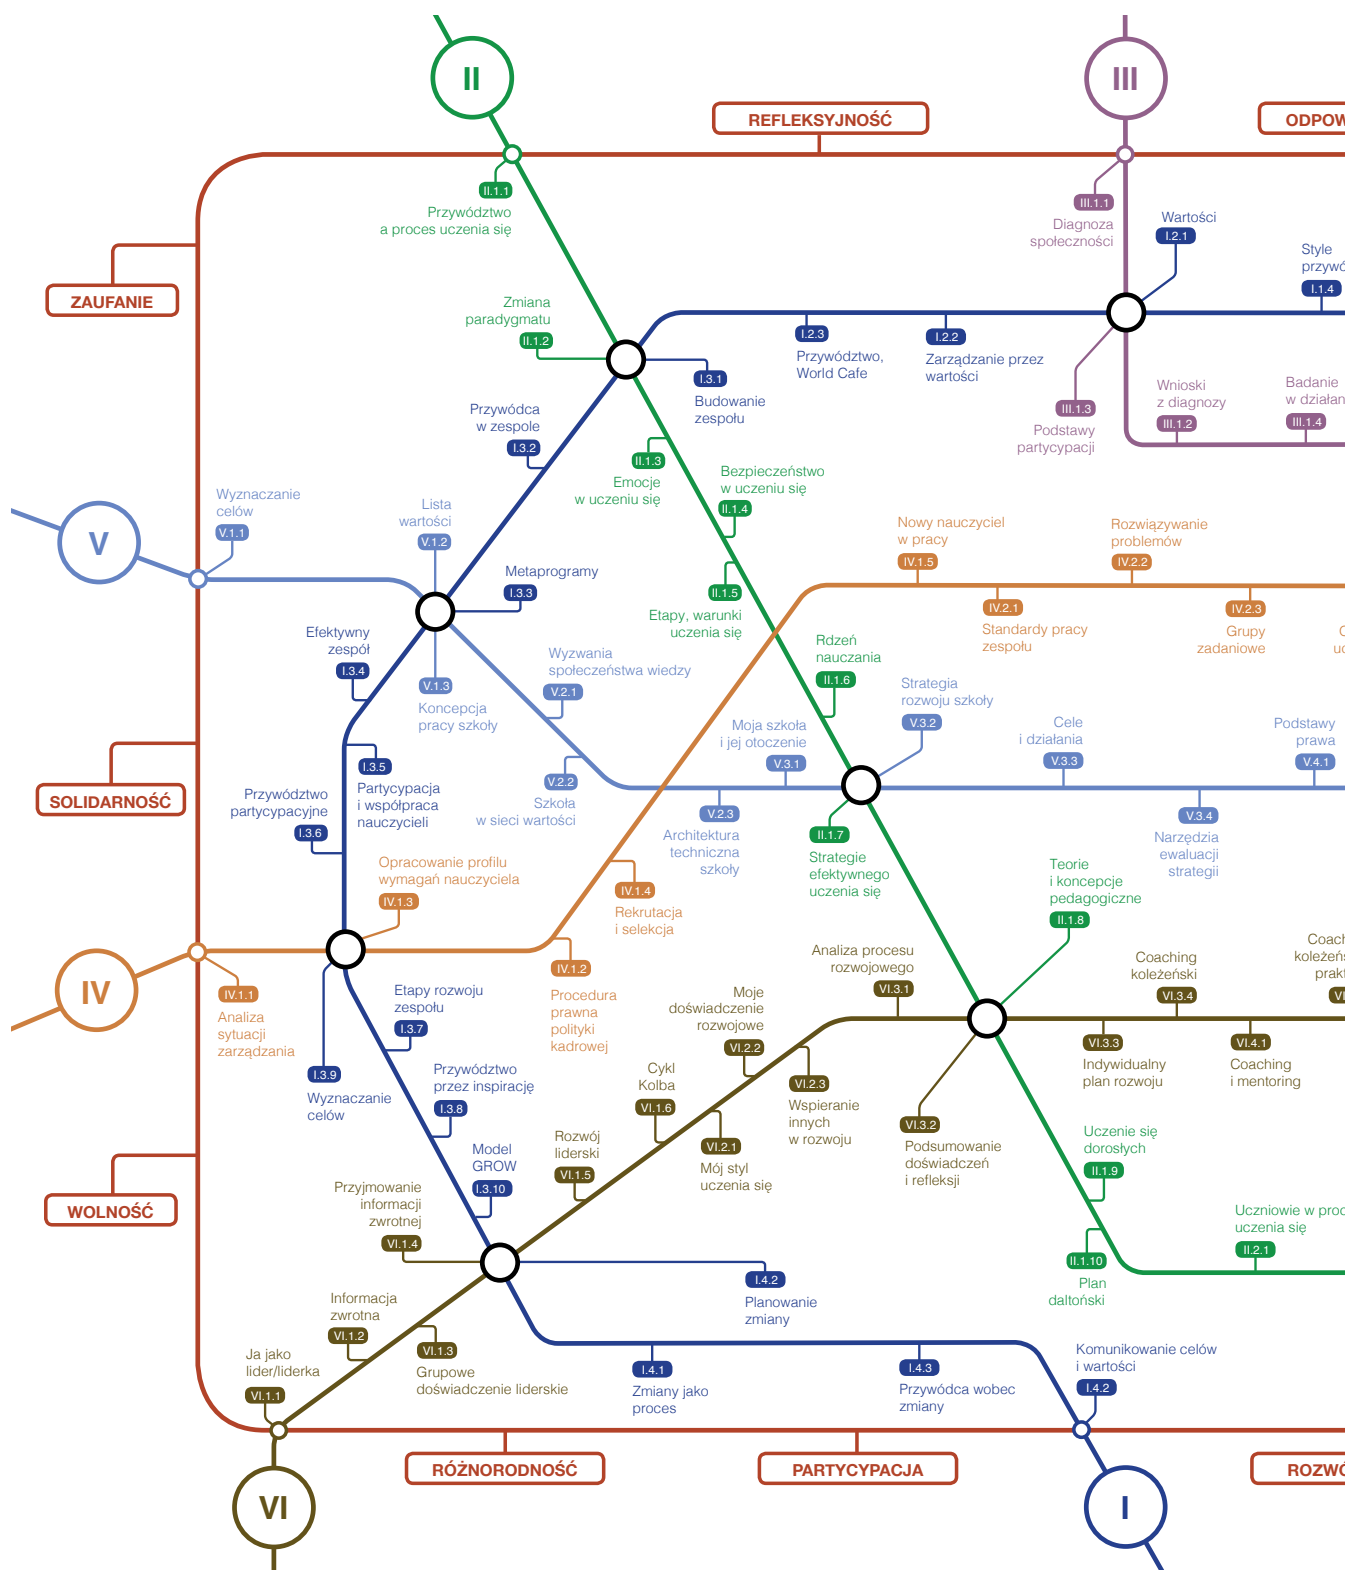 II
III
REFLEKSYJNOŚĆ
ODPOW
II.1.1
Przywództwo
a proces uczenia się
III.1.1
Diagnoza
społeczności
Wartości
I.2.1
Style
przywó
I.1.4
ZAUFANIE
Zmiana
paradygmatu
II.1.2
I.2.3
Przywództwo,
World Cafe
I.2.2
Zarządzanie przez
wartości
I.3.1
Budowanie
zespołu
Przywódca
w zespole
I.3.2
III.1.3
Podstawy
partycypacji
Wnioski
z diagnozy
III.1.2
Badanie
w działan
III.1.4
II.1.3
Emocje
w uczeniu się
Bezpieczeństwo
w uczeniu się
II.1.4
V
Wyznaczanie
celów
V.1.1
Lista
wartości
V.1.2
Nowy nauczyciel
w pracy
IV.1.5
Rozwiązywanie
problemów
IV.2.2
Metaprogramy
I.3.3
II.1.5
Etapy, warunki
uczenia się
IV.2.1
Standardy pracy
zespołu
IV.2.3
Grupy
zadaniowe
Efektywny
zespół
I.3.4
V.1.3
Koncepcja
pracy szkoły
Wyzwania
społeczeństwa wiedzy
V.2.1
Rdzeń
nauczania
II.1.6
Strategia
rozwoju szkoły
V.3.2
Moja szkoła
i jej otoczenie
V.3.1
Cele
i działania
V.3.3
Podstawy
prawa
V.4.1
SOLIDARNOŚĆ
I.3.5
Partycypacja
i współpraca
nauczycieli
Przywództwo
partycypacyjne
I.3.6
V.2.2
Szkoła
w sieci wartości
V.2.3
Architektura
techniczna
szkoły
II.1.7
Strategie
efektywnego
uczenia się
V.3.4
Narzędzia
ewaluacji
strategii
Opracowanie profilu
wymagań nauczyciela
IV.1.3
IV.1.4
Rekrutacja
i selekcja
Teorie
i koncepcje
pedagogiczne
II.1.8
IV
IV.1.1
Analiza
sytuacji
zarządzania
IV.1.2
Procedura
prawna
polityki
kadrowej
Analiza procesu
rozwojowego
VI.3.1
Coaching
koleżeński
VI.3.4
Coach
koleżeńs
prakt
VI
Etapy rozwoju
zespołu
I.3.7
Moje
doświadczenie
rozwojowe
VI.2.2
VI.3.3
Indywidualny
plan rozwoju
VI.4.1
Coaching
i mentoring
I.3.9
Wyznaczanie
celów
Przywództwo
przez inspirację
I.3.8
Cykl
Kolba
VI.1.6
VI.2.3
Wspieranie
innych
w rozwoju
VI.3.2
Podsumowanie
doświadczeń
i refleksji
Model
GROW
I.3.10
Rozwój
liderski
VI.1.5
VI.2.1
Mój styl
uczenia się
Uczenie się
dorosłych
II.1.9
WOLNOŚĆ
Przyjmowanie
informacji
zwrotnej
VI.1.4
Uczniowie w proc
uczenia się
II.2.1
II.1.10
Plan
daltoński
I.4.2
Planowanie
zmiany
Informacja
zwrotna
VI.1.2
VI.1.3
Grupowe
doświadczenie liderskie
Ja jako
lider/liderka
VI.1.1
I.4.1
Zmiany jako
proces
I.4.3
Przywódca wobec
zmiany
Komunikowanie celów
i wartości
I.4.2
RÓŻNORODNOŚĆ
PARTYCYPACJA
ROZWÓ
VI
I